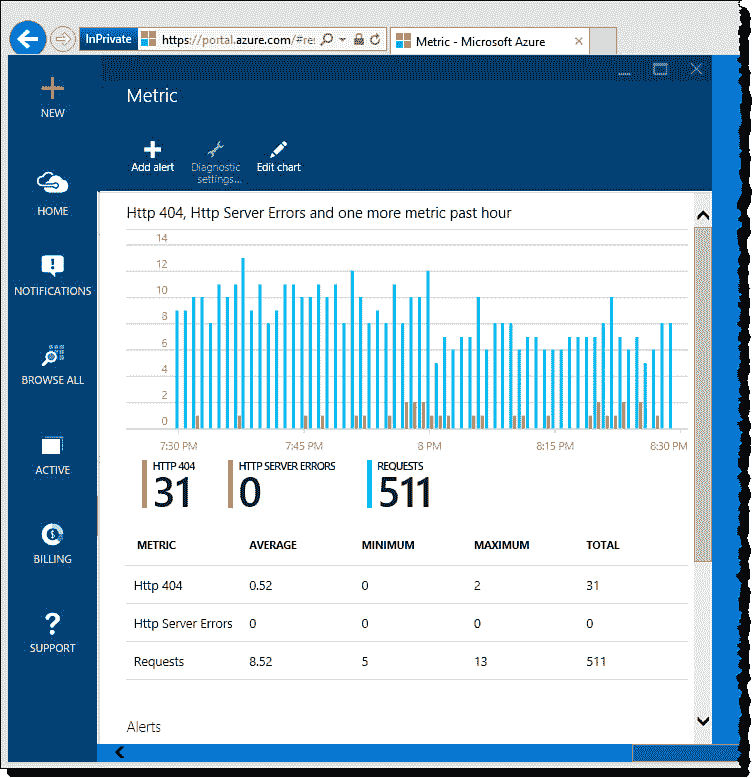 InPrivate
https://portal.azure.com/#re
Metric - Microsoft Azure
NEW
HOME
NOTIFICATIONS
BROWSE ALL
ACTIVE
BILLING
SUPPORT
Metric
Add alert
Diagnostic
settings...
Edit chart
Http 404, Http Server Errors and one more metric past hour
14
12
10
8
6
4
2
0
7:30 PM 7:45 PM 8 PM 8:15 PM 8:30 PM
HTTP 404 HTTP SERVER ERRORS REQUESTS
31 0 511
METRIC AVERAGE MINIMUM MAXIMUM TOTAL
Http 404 0.52 0 2 31
Http Server Errors 0 0 0 0
Requests 8.52 5 13 511
Alerts